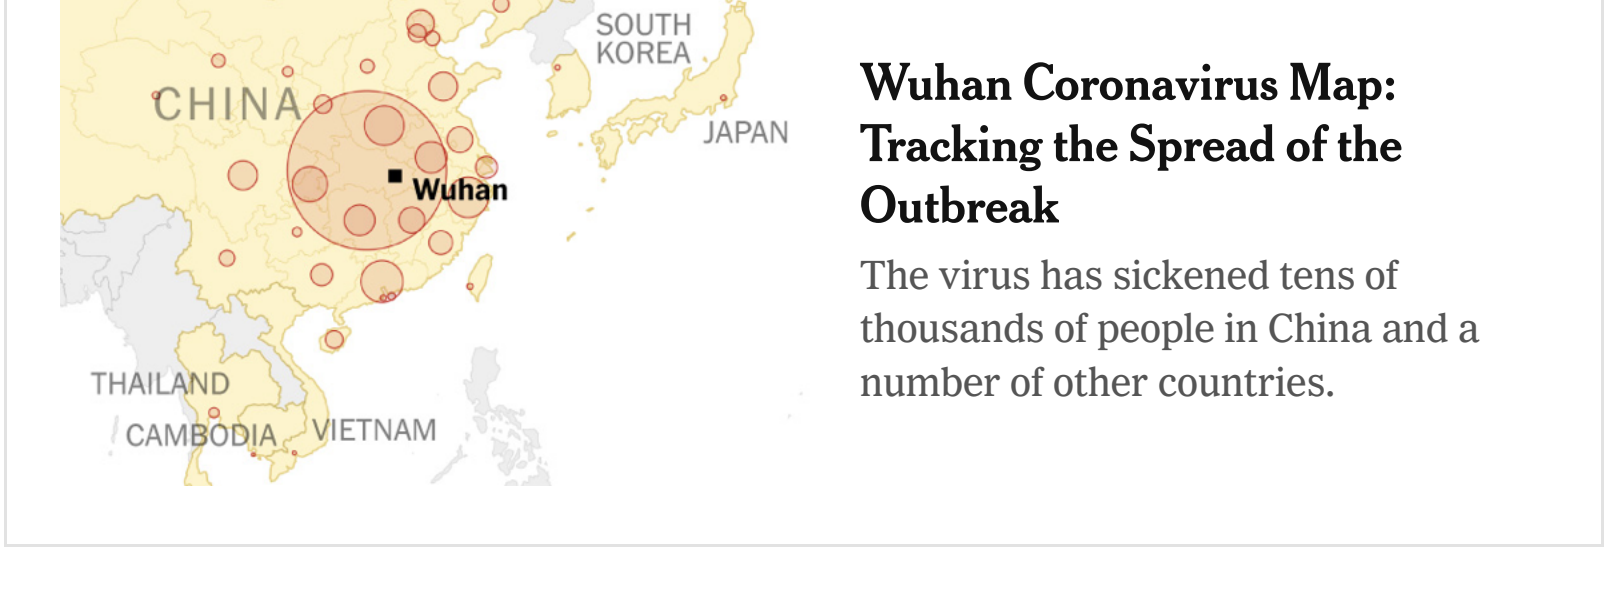 SOUTH
KOREA
CHINA
JAPAN
Wuhan
THAILAND
CAMBODIA
VIETNAM
Wuhan Coronavirus Map:
Tracking the Spread of the
Outbreak
The virus has sickened tens of
thousands of people in China and a
number of other countries.